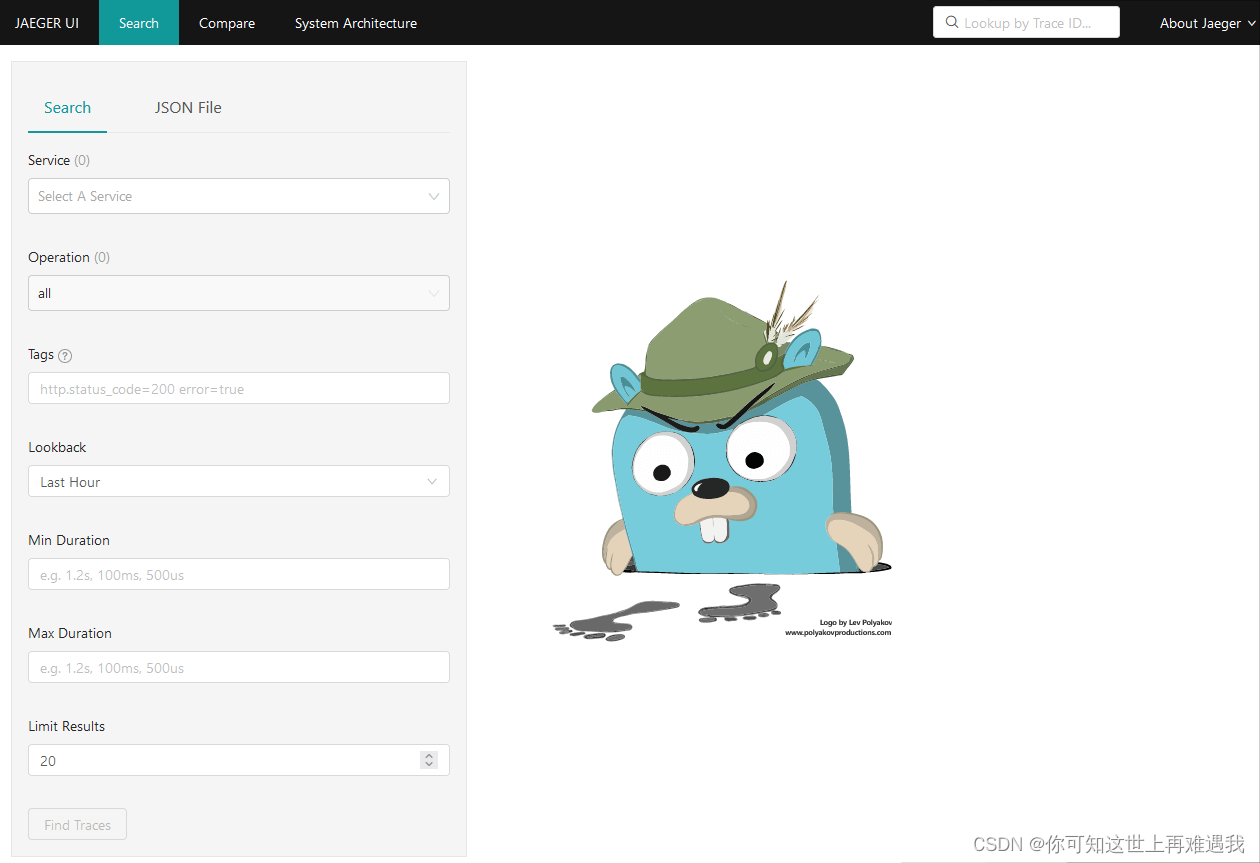 JAEGER UI Search Compare System Architecture Lookup by Trace ID... About Jaeger
Search JSON File
Service (0)
Select A Service
Operation (0)
all
Tags ?
http.status_code=200 error=true
Lookback
Last Hour
Min Duration
e.g. 1.2s, 100ms, 500us
Max Duration
e.g. 1.2s, 100ms, 500us
Limit Results
20
Find Traces
Logo by Lev Polyakov
www.polyakovproductions.com
CSDN @你可知这世上再难遇我